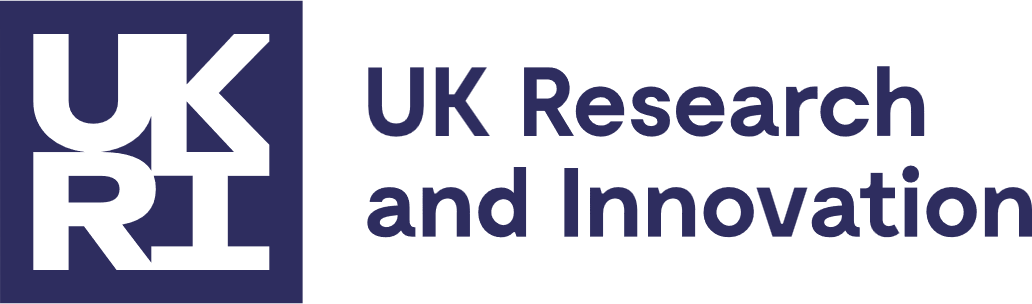 UK
RI
UK Research
and Innovation